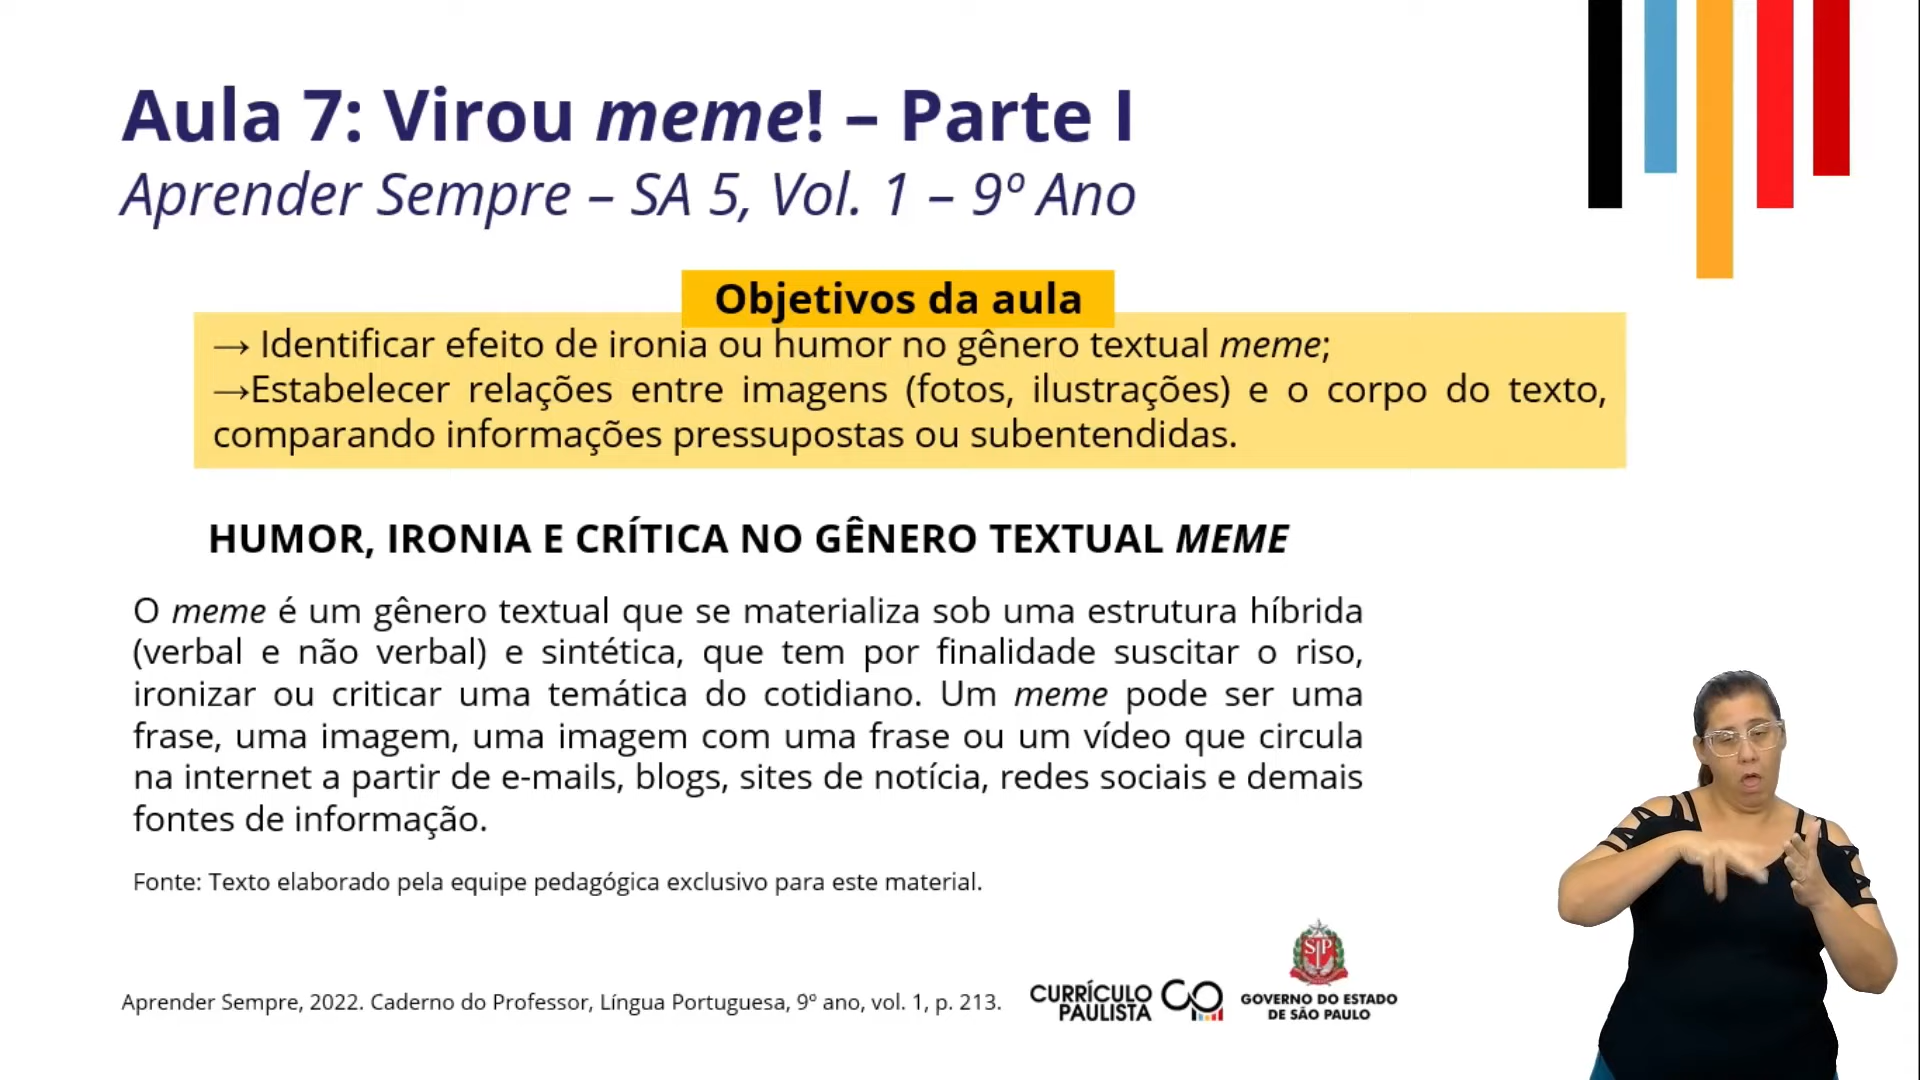 Aula 7: Virou meme! – Parte I
Aprender Sempre – SA 5, Vol. 1 – 9º Ano
Objetivos da aula
→ Identificar efeito de ironia ou humor no gênero textual meme;
→Estabelecer relações entre imagens (fotos, ilustrações) e o corpo do texto,
comparando informações pressupostas ou subentendidas.
HUMOR, IRONIA E CRÍTICA NO GÊNERO TEXTUAL MEME
O meme é um gênero textual que se materializa sob uma estrutura híbrida
(verbal e não verbal) e sintética, que tem por finalidade suscitar o riso,
ironizar ou criticar uma temática do cotidiano. Um meme pode ser uma
frase, uma imagem, uma imagem com uma frase ou um vídeo que circula
na internet a partir de e-mails, blogs, sites de notícia, redes sociais e demais
fontes de informação.
Fonte: Texto elaborado pela equipe pedagógica exclusivo para este material.
Aprender Sempre, 2022. Caderno do Professor, Língua Portuguesa, 9º ano, vol. 1, p. 213.
CURRÍCULO
PAULISTA
SP
GOVERNO DO ESTADO
DE SÃO PAULO